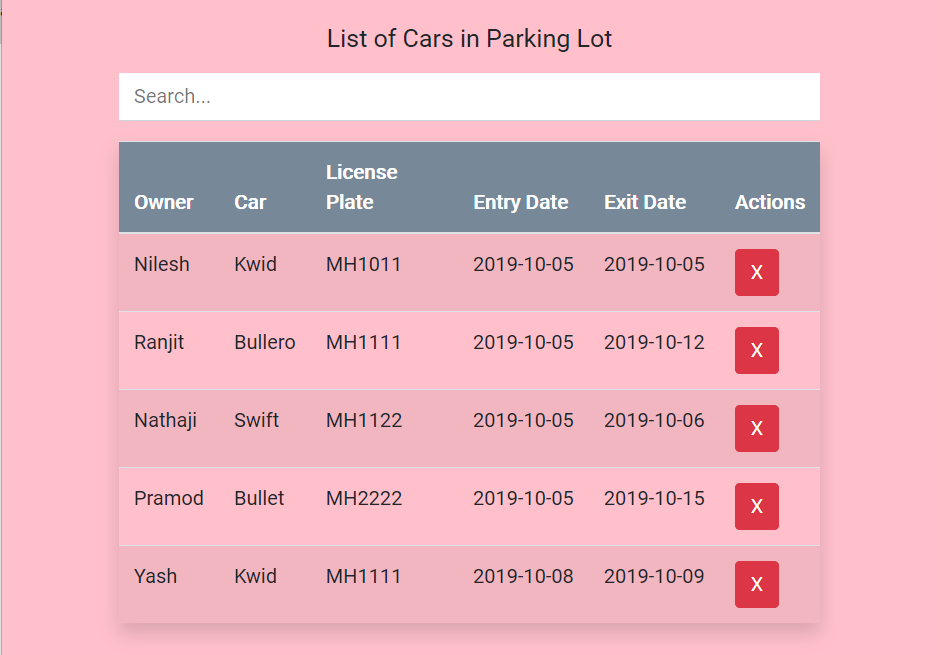 List of Cars in Parking Lot
Search...
Owner Car License Plate Entry Date Exit Date Actions
Nilesh Kwid MH1011 2019-10-05 2019-10-05 X
Ranjit Bullero MH1111 2019-10-05 2019-10-12 X
Nathaji Swift MH1122 2019-10-05 2019-10-06 X
Pramod Bullet MH2222 2019-10-05 2019-10-15 X
Yash Kwid MH1111 2019-10-08 2019-10-09 X